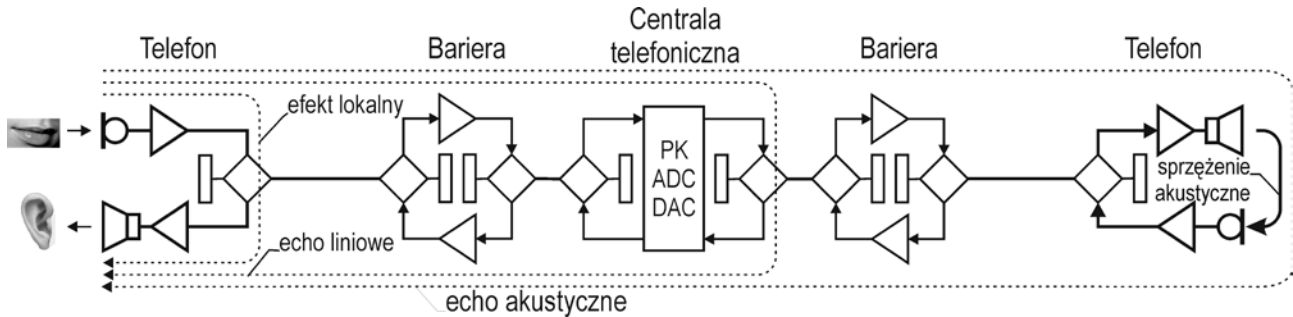 Telefon
Bariera
Centrala
telefoniczna
Bariera
Telefon
efekt lokalny
PK
ADC
DAC
sprzężenie
akustyczne
echo liniowe
echo akustyczne